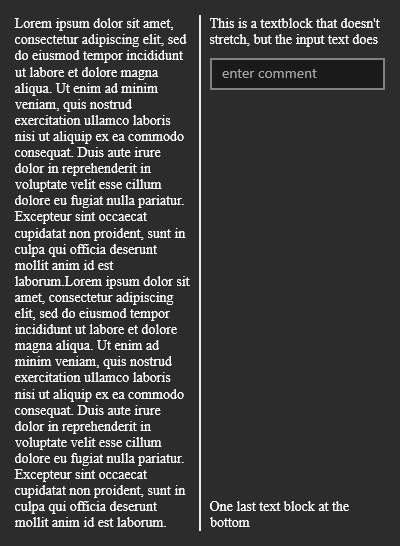 Lorem ipsum dolor sit amet,
consectetur adipiscing elit, sed
do eiusmod tempor incididunt
ut labore et dolore magna
aliqua. Ut enim ad minim
veniam, quis nostrud
exercitation ullamco laboris
nisi ut aliquip ex ea commodo
consequat. Duis aute irure
dolor in reprehenderit in
voluptate velit esse cillum
dolore eu fugiat nulla pariatur.
Excepteur sint occaecat
cupidatat non proident, sunt in
culpa qui officia deserunt
mollit anim id est
laborum.Lorem ipsum dolor sit
amet, consectetur adipiscing
elit, sed do eiusmod tempor
incididunt ut labore et dolore
magna aliqua. Ut enim ad
minim veniam, quis nostrud
exercitation ullamco laboris
nisi ut aliquip ex ea commodo
consequat. Duis aute irure
dolor in reprehenderit in
voluptate velit esse cillum
dolore eu fugiat nulla pariatur.
Excepteur sint occaecat
cupidatat non proident, sunt in
culpa qui officia deserunt
mollit anim id est laborum.
This is a textblock that doesn't
stretch, but the input text does
enter comment
One last text block at the
bottom